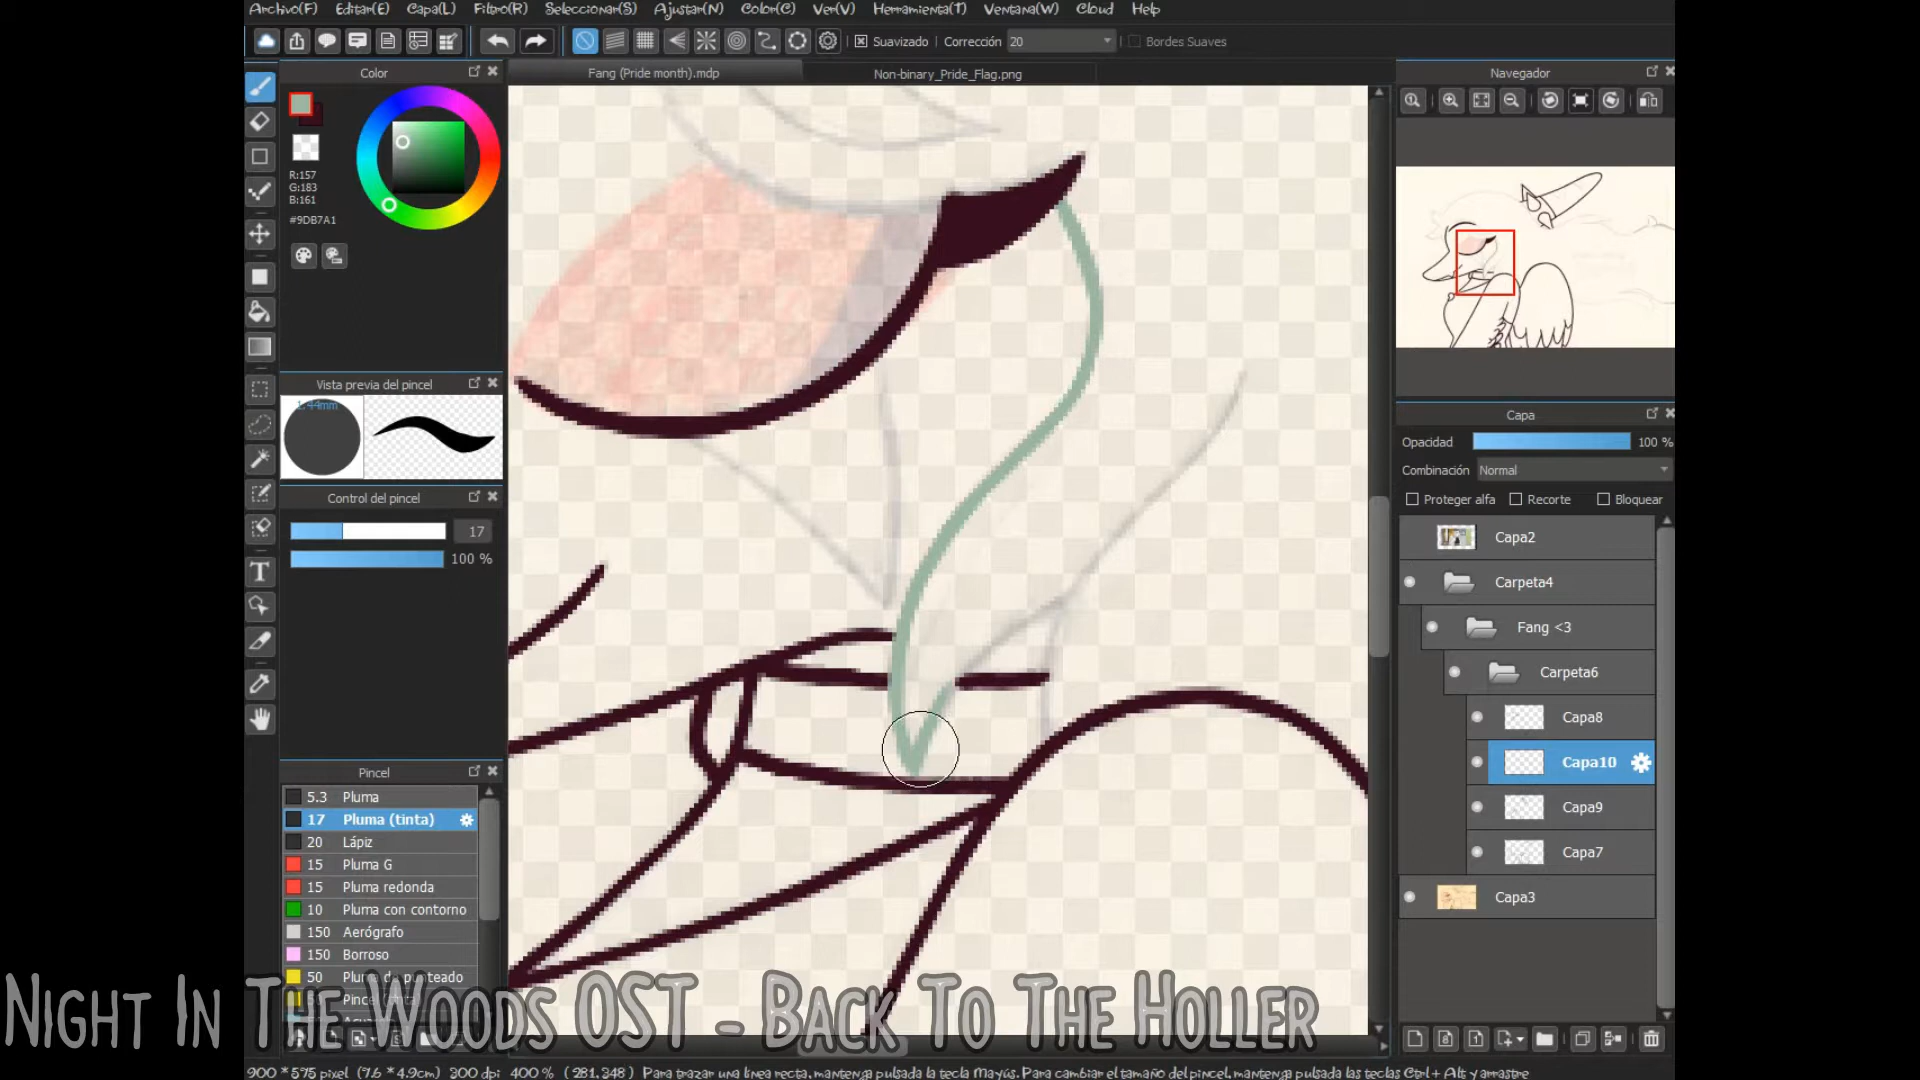 Archivo(F) Editar(E) Capa(L) Filtro(R) Seleccionar(S) Ajustar(N) Color(C) Ver(V) Herramienta(T) Ventana(W) Cloud Help
Suavizado Corrección 20 Bordes Suaves
Color
Fang (Pride month).mdp
Non-binary_Pride_Flag.png
Navegador
R:157
G:183
B:161
#9DB7A1
Vista previa del pincel
1.44mm
Control del pincel
17
100 %
Capa
Opacidad 100 %
Combinación Normal
Proteger alfa Recorte Bloquear
Capa2
Carpeta4
Fang <3
Carpeta6
Capa8
Capa10
Capa9
Capa7
Capa3
Pincel
5.3 Pluma
17 Pluma (tinta)
20 Lápiz
15 Pluma G
15 Pluma redonda
10 Pluma con contorno
150 Aerógrafo
150 Borroso
50
Night In The Woods OST - Back To The Holler
900 * 575 pixel (7.6 * 4.9cm) 300 dpi 400 % (281,348) Para trazar una línea recta, mantenga pulsada la tecla Mayús. Para cambiar el tamaño del pincel, mantenga pulsadas las teclas Ctrl + Alt y arrastre